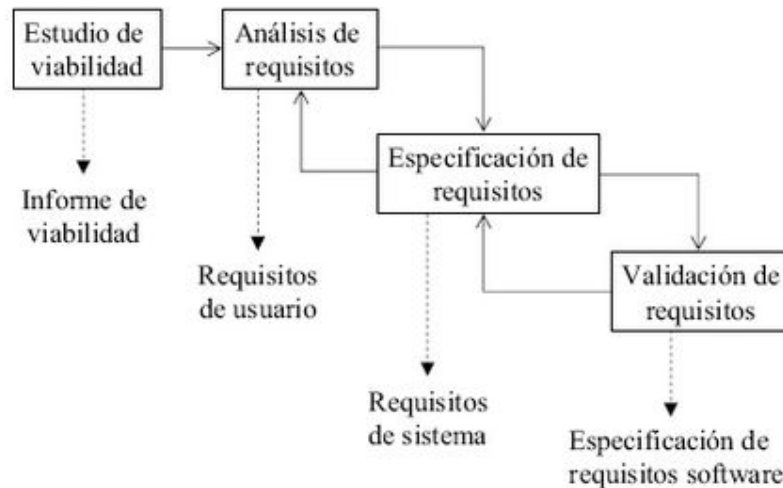 Estudio de
viabilidad
Análisis de
requisitos
Especificación de
requisitos
Informe de
viabilidad
Validación de
requisitos
Requisitos
de usuario
Requisitos
de sistema
Especificación de
requisitos software